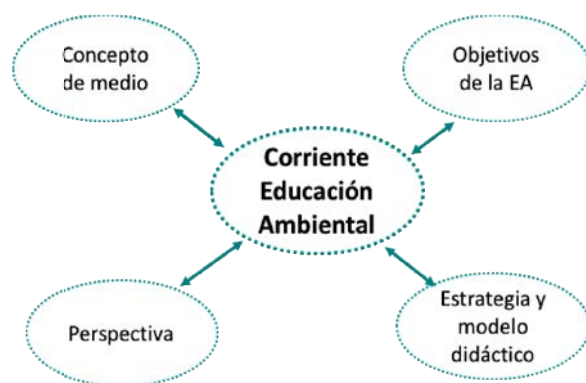 Concepto
de medio
Objetivos
de la EA
Corriente
Educación
Ambiental
Perspectiva
Estrategia y
modelo
didáctico